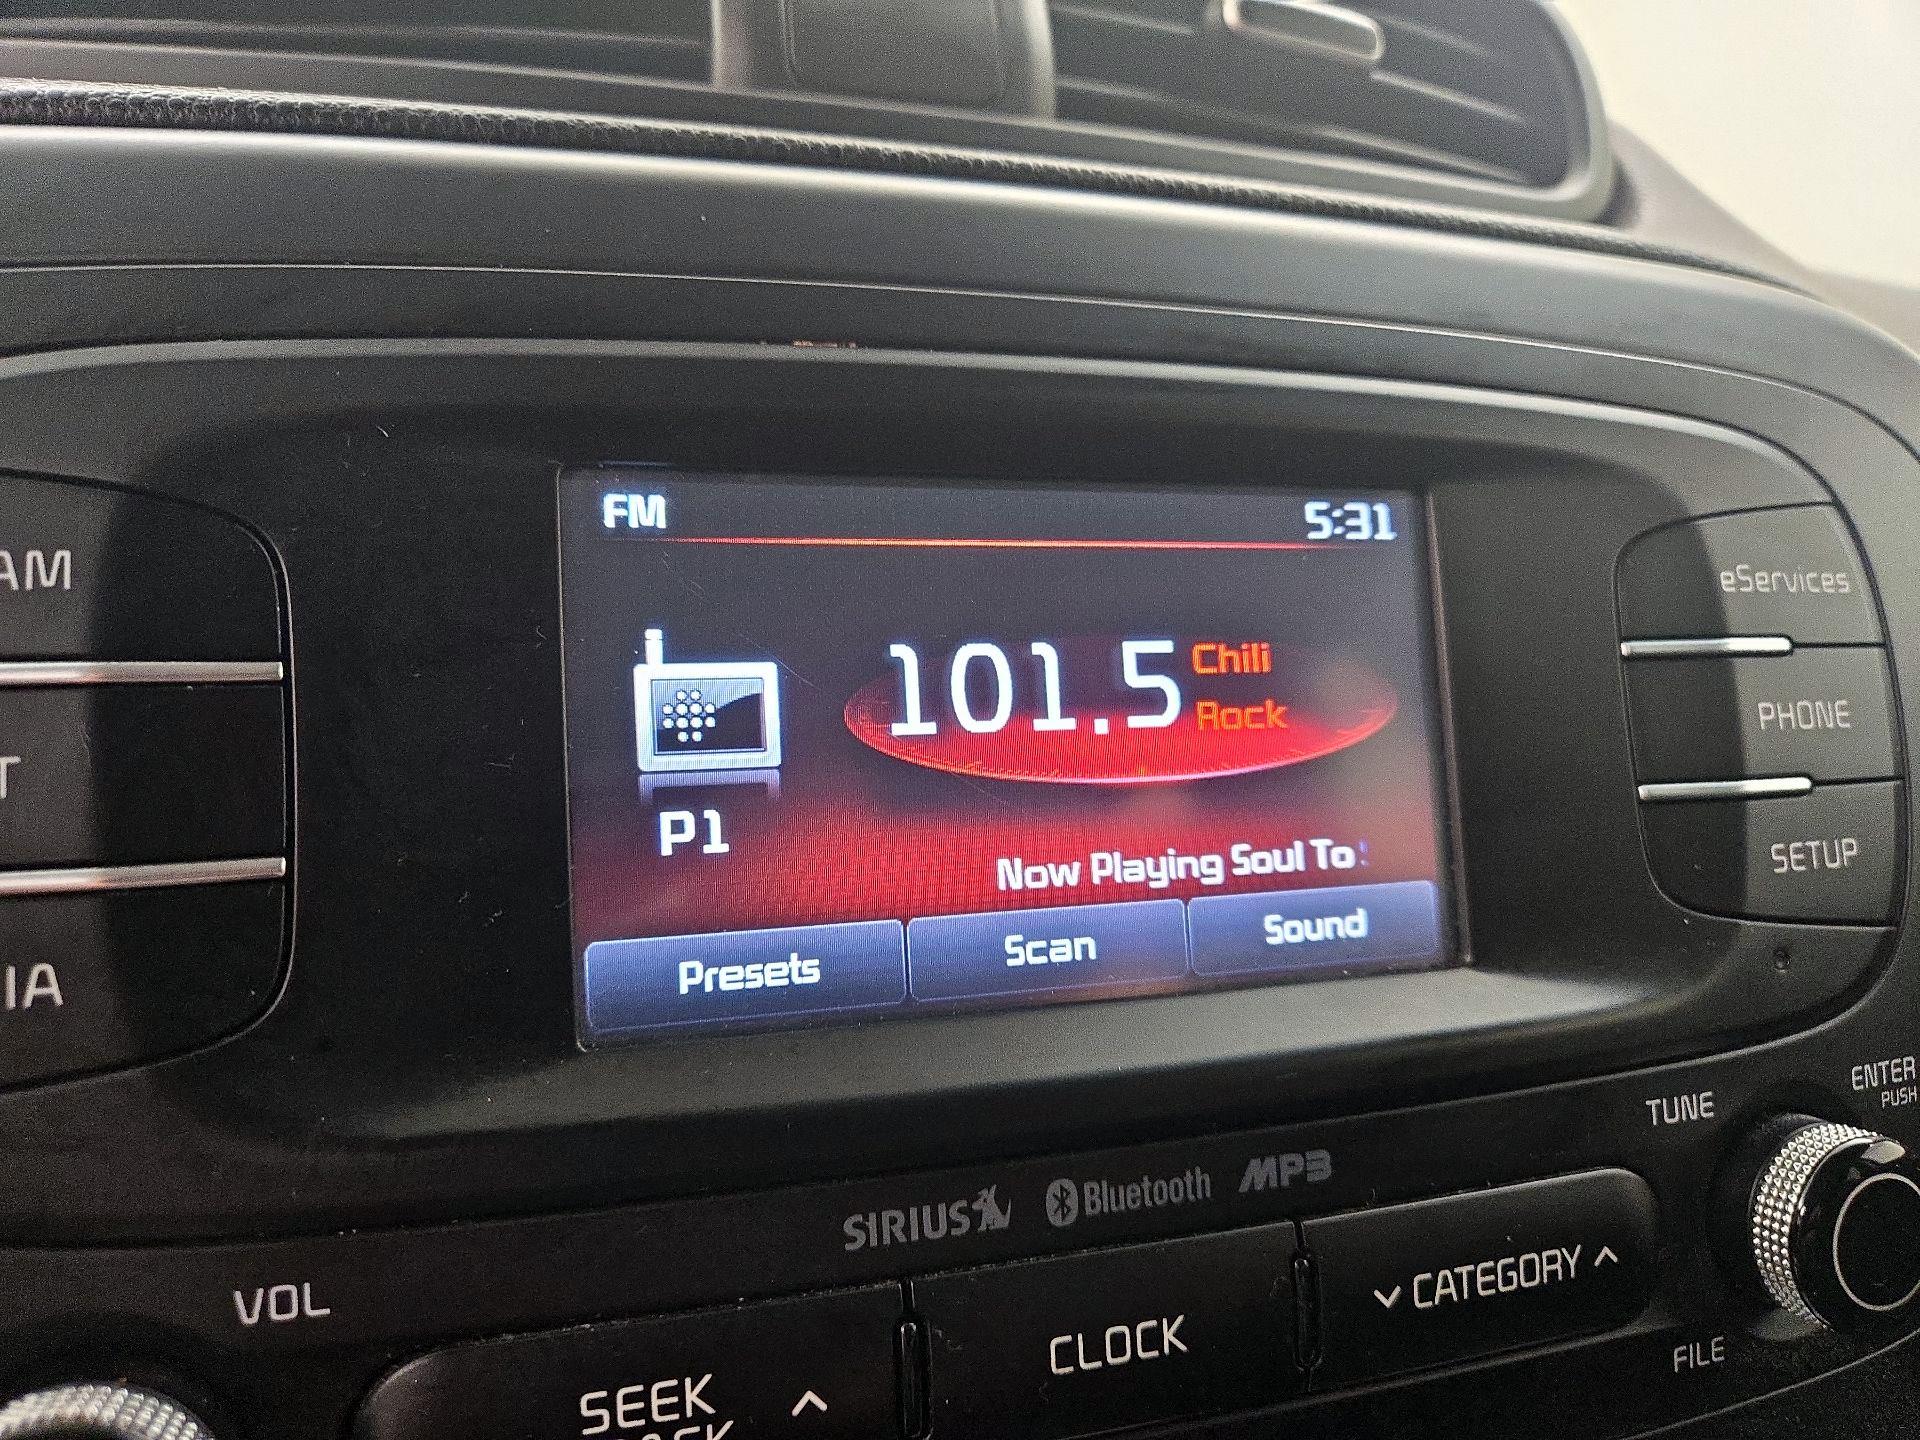 FM 5:31
101.5 Chili
Rock
P1
Now Playing Soul To
Presets Scan Sound
AM
T
IA
eServices
PHONE
SETUP
ENTER
PUSH
TUNE
SIRIUS Bluetooth MP3
VOL
SEEK
CLOCK
CATEGORY
FILE